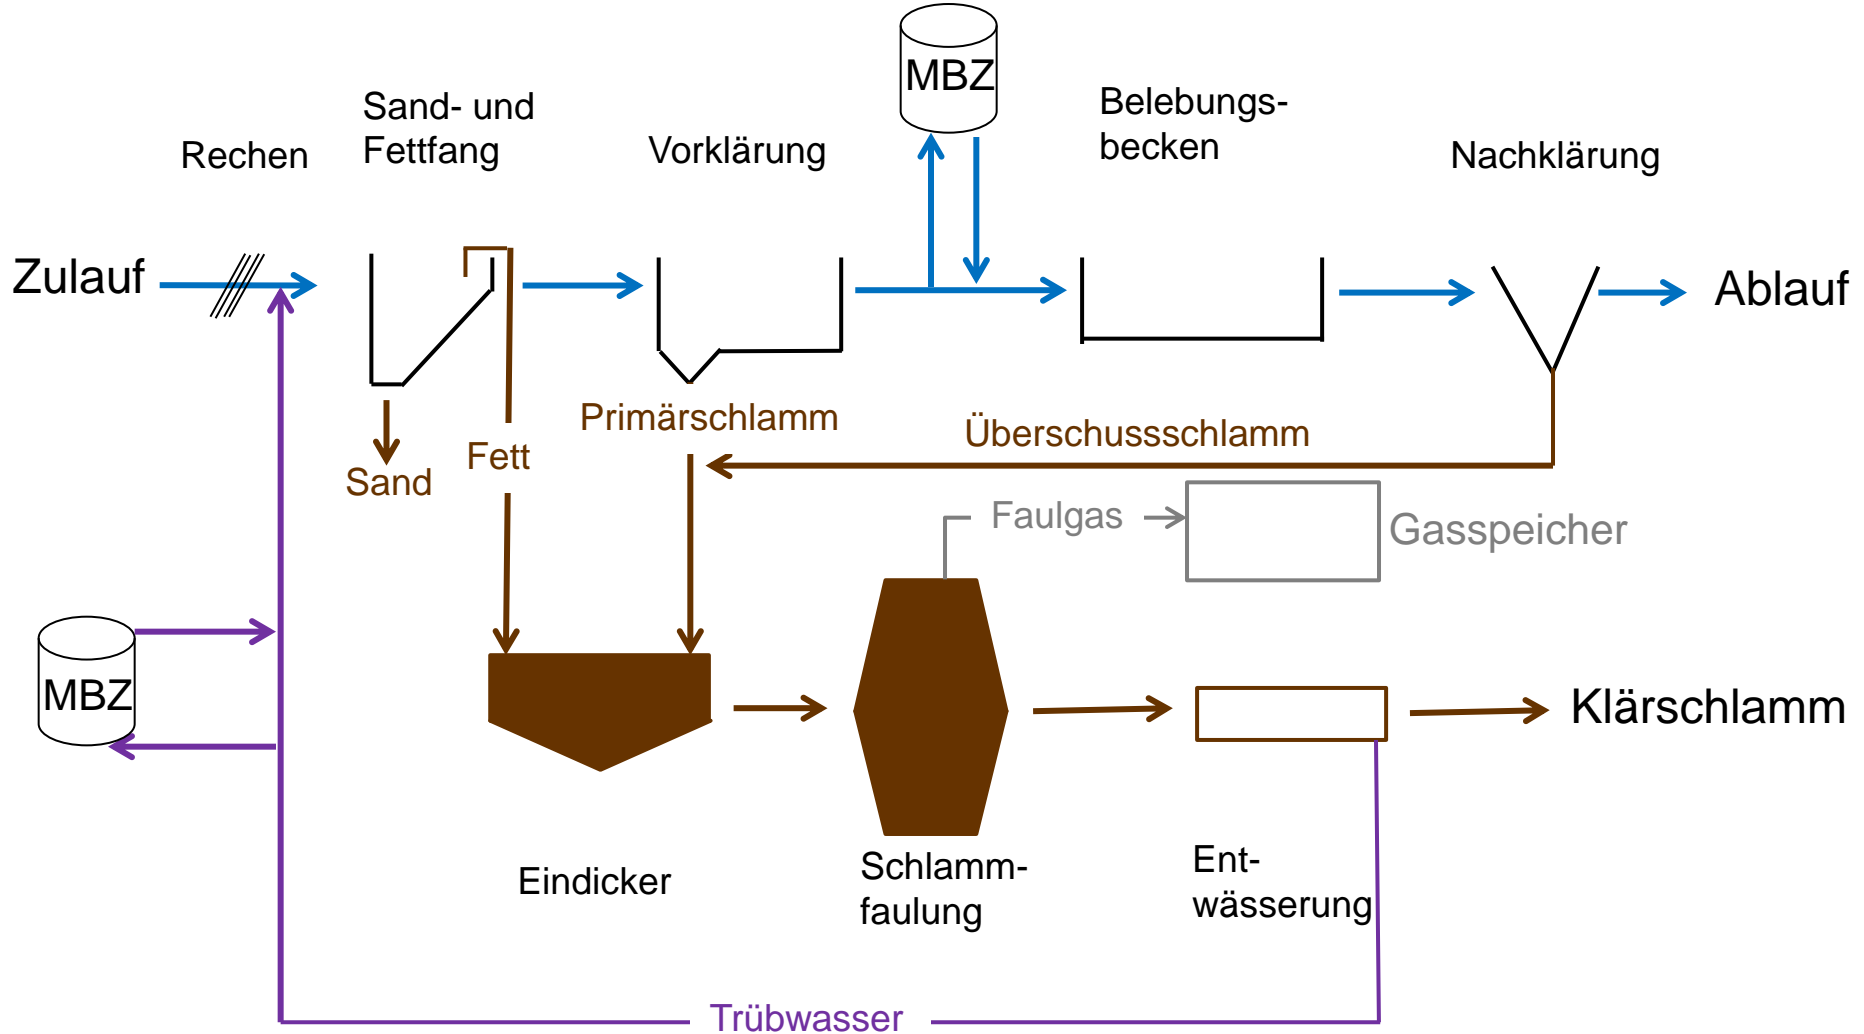 MBZ
Sand- und
Fettfang
Belebungs-
becken
Rechen
Vorklärung
Nachklärung
Zulauf
Ablauf
Primärschlamm
Überschussschlamm
Fett
Sand
Faulgas
Gasspeicher
MBZ
Klärschlamm
Eindicker
Schlamm-
faulung
Ent-
wässerung
Trübwasser